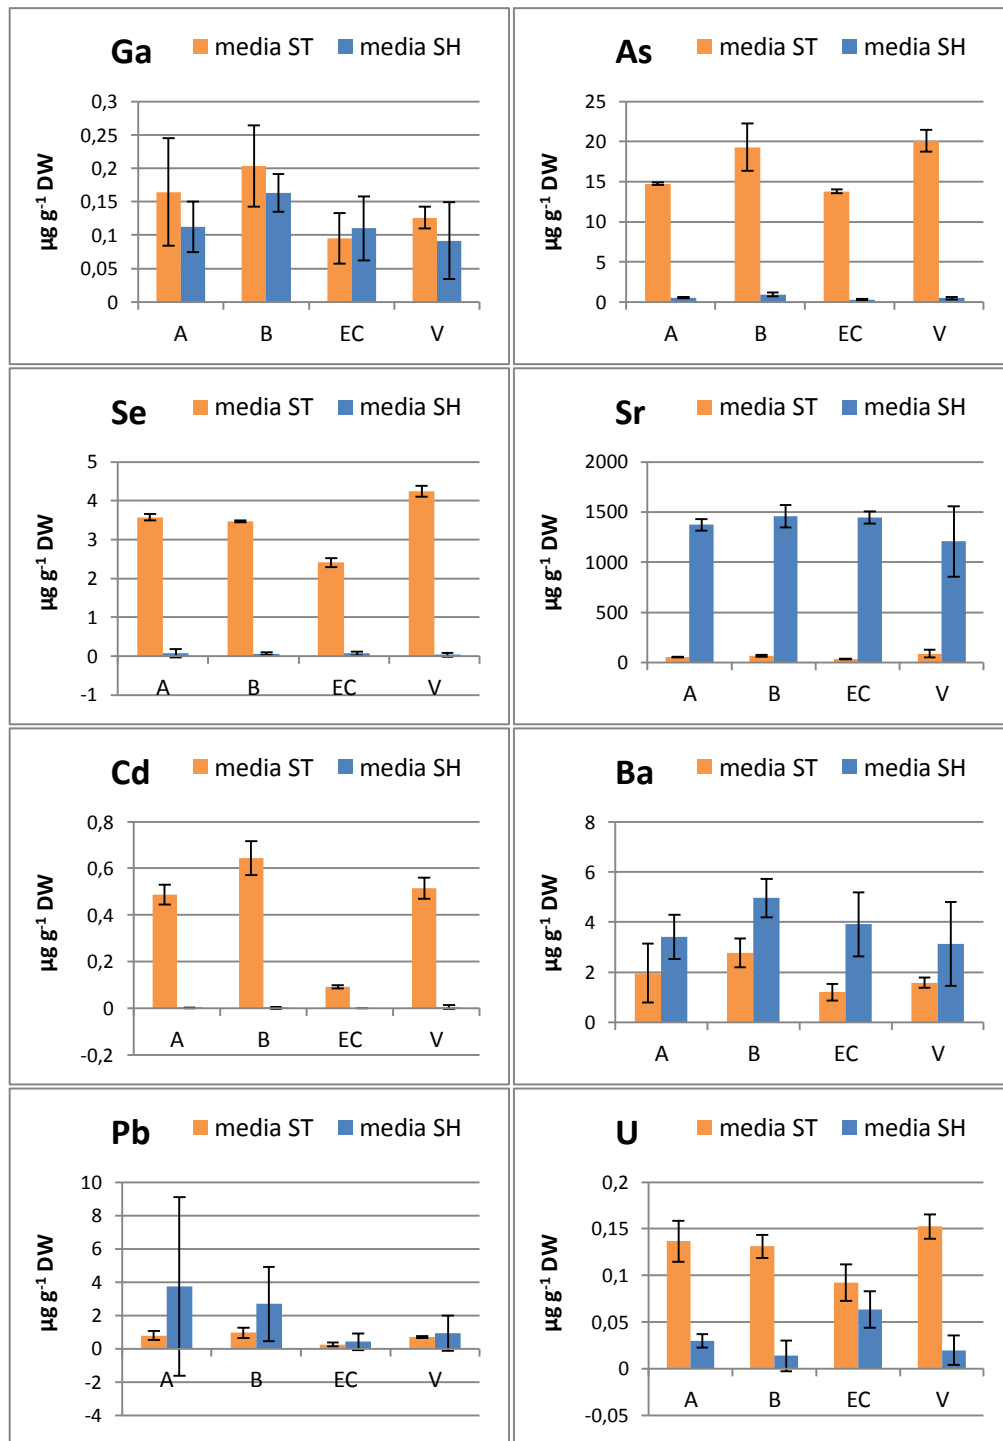 Ga media ST media SH
0,3
0,25
0,2
0,15
0,1
0,05
0
µg g⁻¹ DW
A B EC V
As media ST media SH
25
20
15
10
5
0
µg g⁻¹ DW
A B EC V
Se media ST media SH
5
4
3
2
1
0
-1
µg g⁻¹ DW
A B EC V
Sr media ST media SH
2000
1500
1000
500
0
µg g⁻¹ DW
A B EC V
Cd media ST media SH
0,8
0,6
0,4
0,2
0
-0,2
µg g⁻¹ DW
A B EC V
Ba media ST media SH
8
6
4
2
0
µg g⁻¹ DW
A B EC V
Pb media ST media SH
10
8
6
4
2
0
-2
-4
µg g⁻¹ DW
A B EC V
U media ST media SH
0,2
0,15
0,1
0,05
0
-0,05
µg g⁻¹ DW
A B EC V